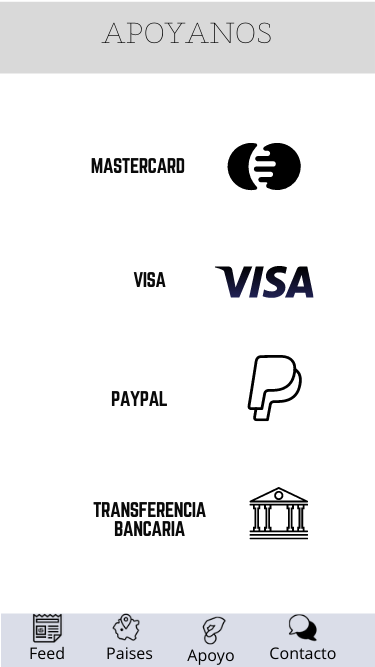 APOYANOS
MASTERCARD
VISA
VISA
PAYPAL
TRANSFERENCIA
BANCARIA
Feed
Paises
Apoyo
Contacto